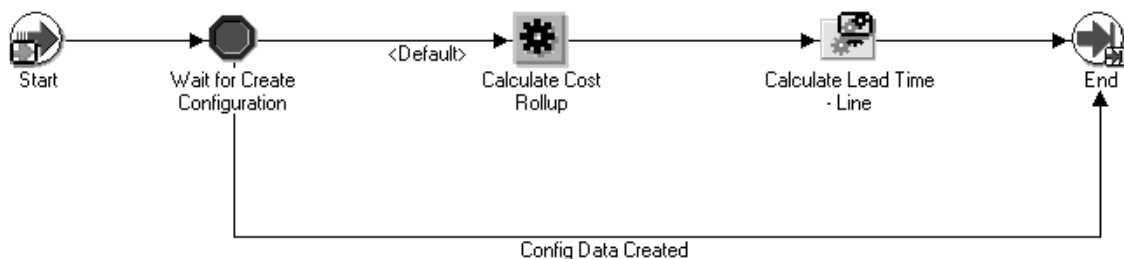 <Default>
Start
Wait for Create
Configuration
Calculate Cost
Rollup
Calculate Lead Time
- Line
End
Config Data Created